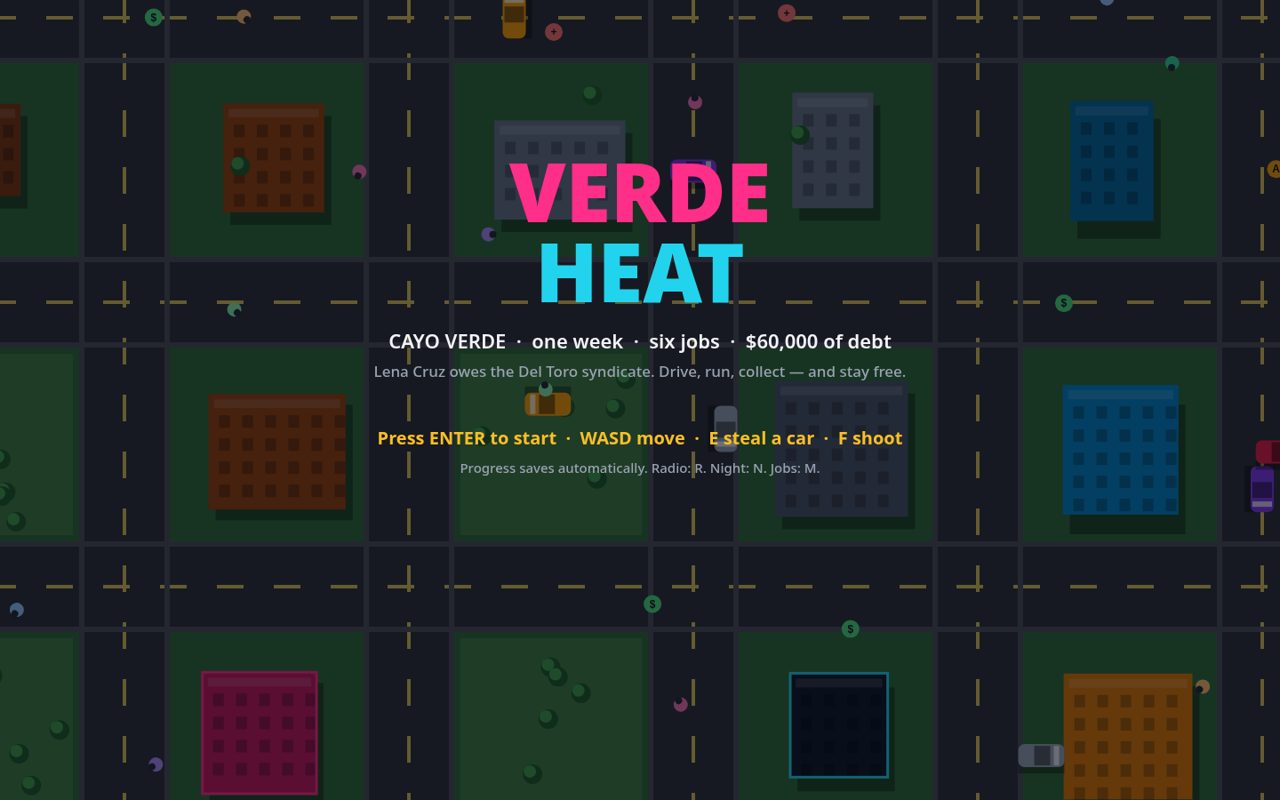 VERDE
HEAT
CAYO VERDE · one week · six jobs · $60,000 of debt
Lena Cruz owes the Del Toro syndicate. Drive, run, collect — and stay free.
Press ENTER to start · WASD move · E steal a car · F shoot
Progress saves automatically. Radio: R. Night: N. Jobs: M.
$
+
+
A
$
$
$